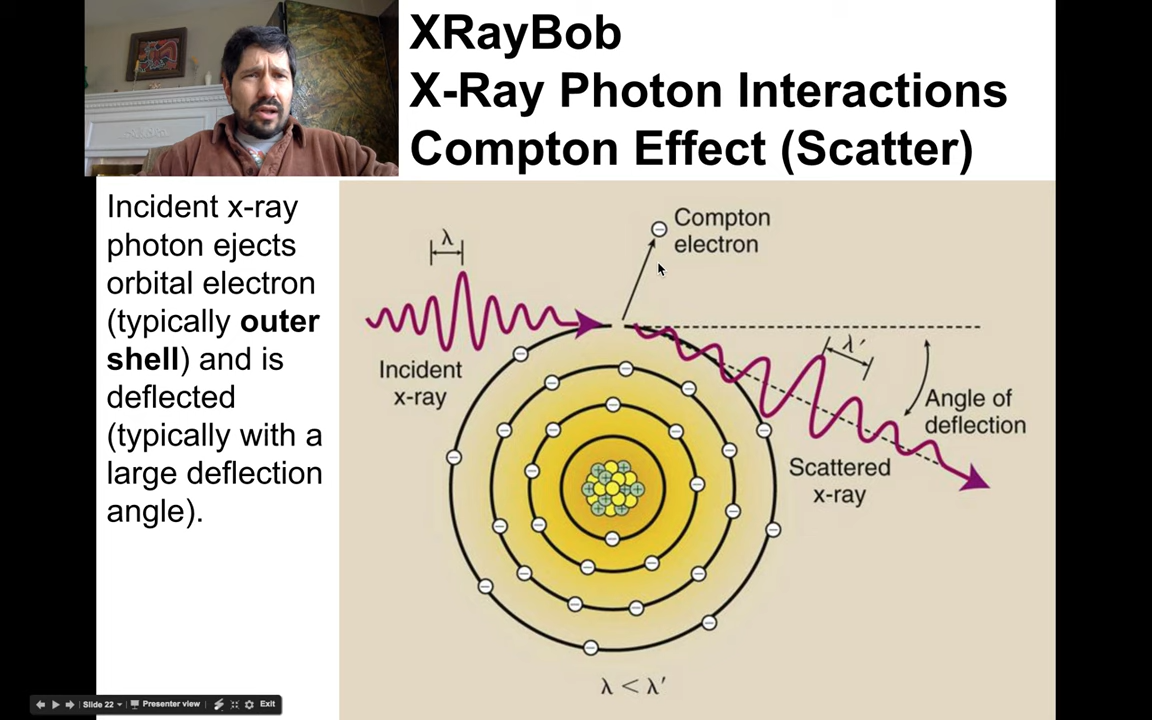 XRayBob
X-Ray Photon Interactions
Compton Effect (Scatter)
Incident x-ray
photon ejects
orbital electron
(typically outer
shell) and is
deflected
(typically with a
large deflection
angle).
Compton
electron
λ
Incident
x-ray
λ′
Angle of
deflection
Scattered
x-ray
λ < λ′
Slide 22
Presenter view
Exit